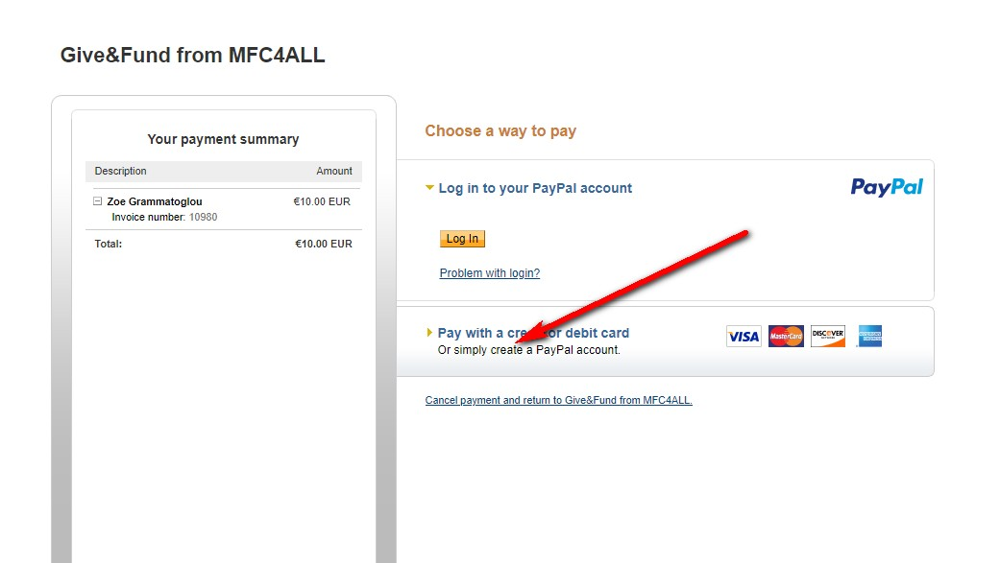 Give&Fund from MFC4ALL
Your payment summary
Description Amount
Zoe Grammatoglou €10.00 EUR
Invoice number: 10980
Total: €10.00 EUR
Choose a way to pay
Log in to your PayPal account
PayPal
Log In
Problem with login?
Pay with a or debit card
Or simply create a PayPal account.
VISA
MasterCard
DISCOVER
Cancel payment and return to Give&Fund from MFC4ALL.